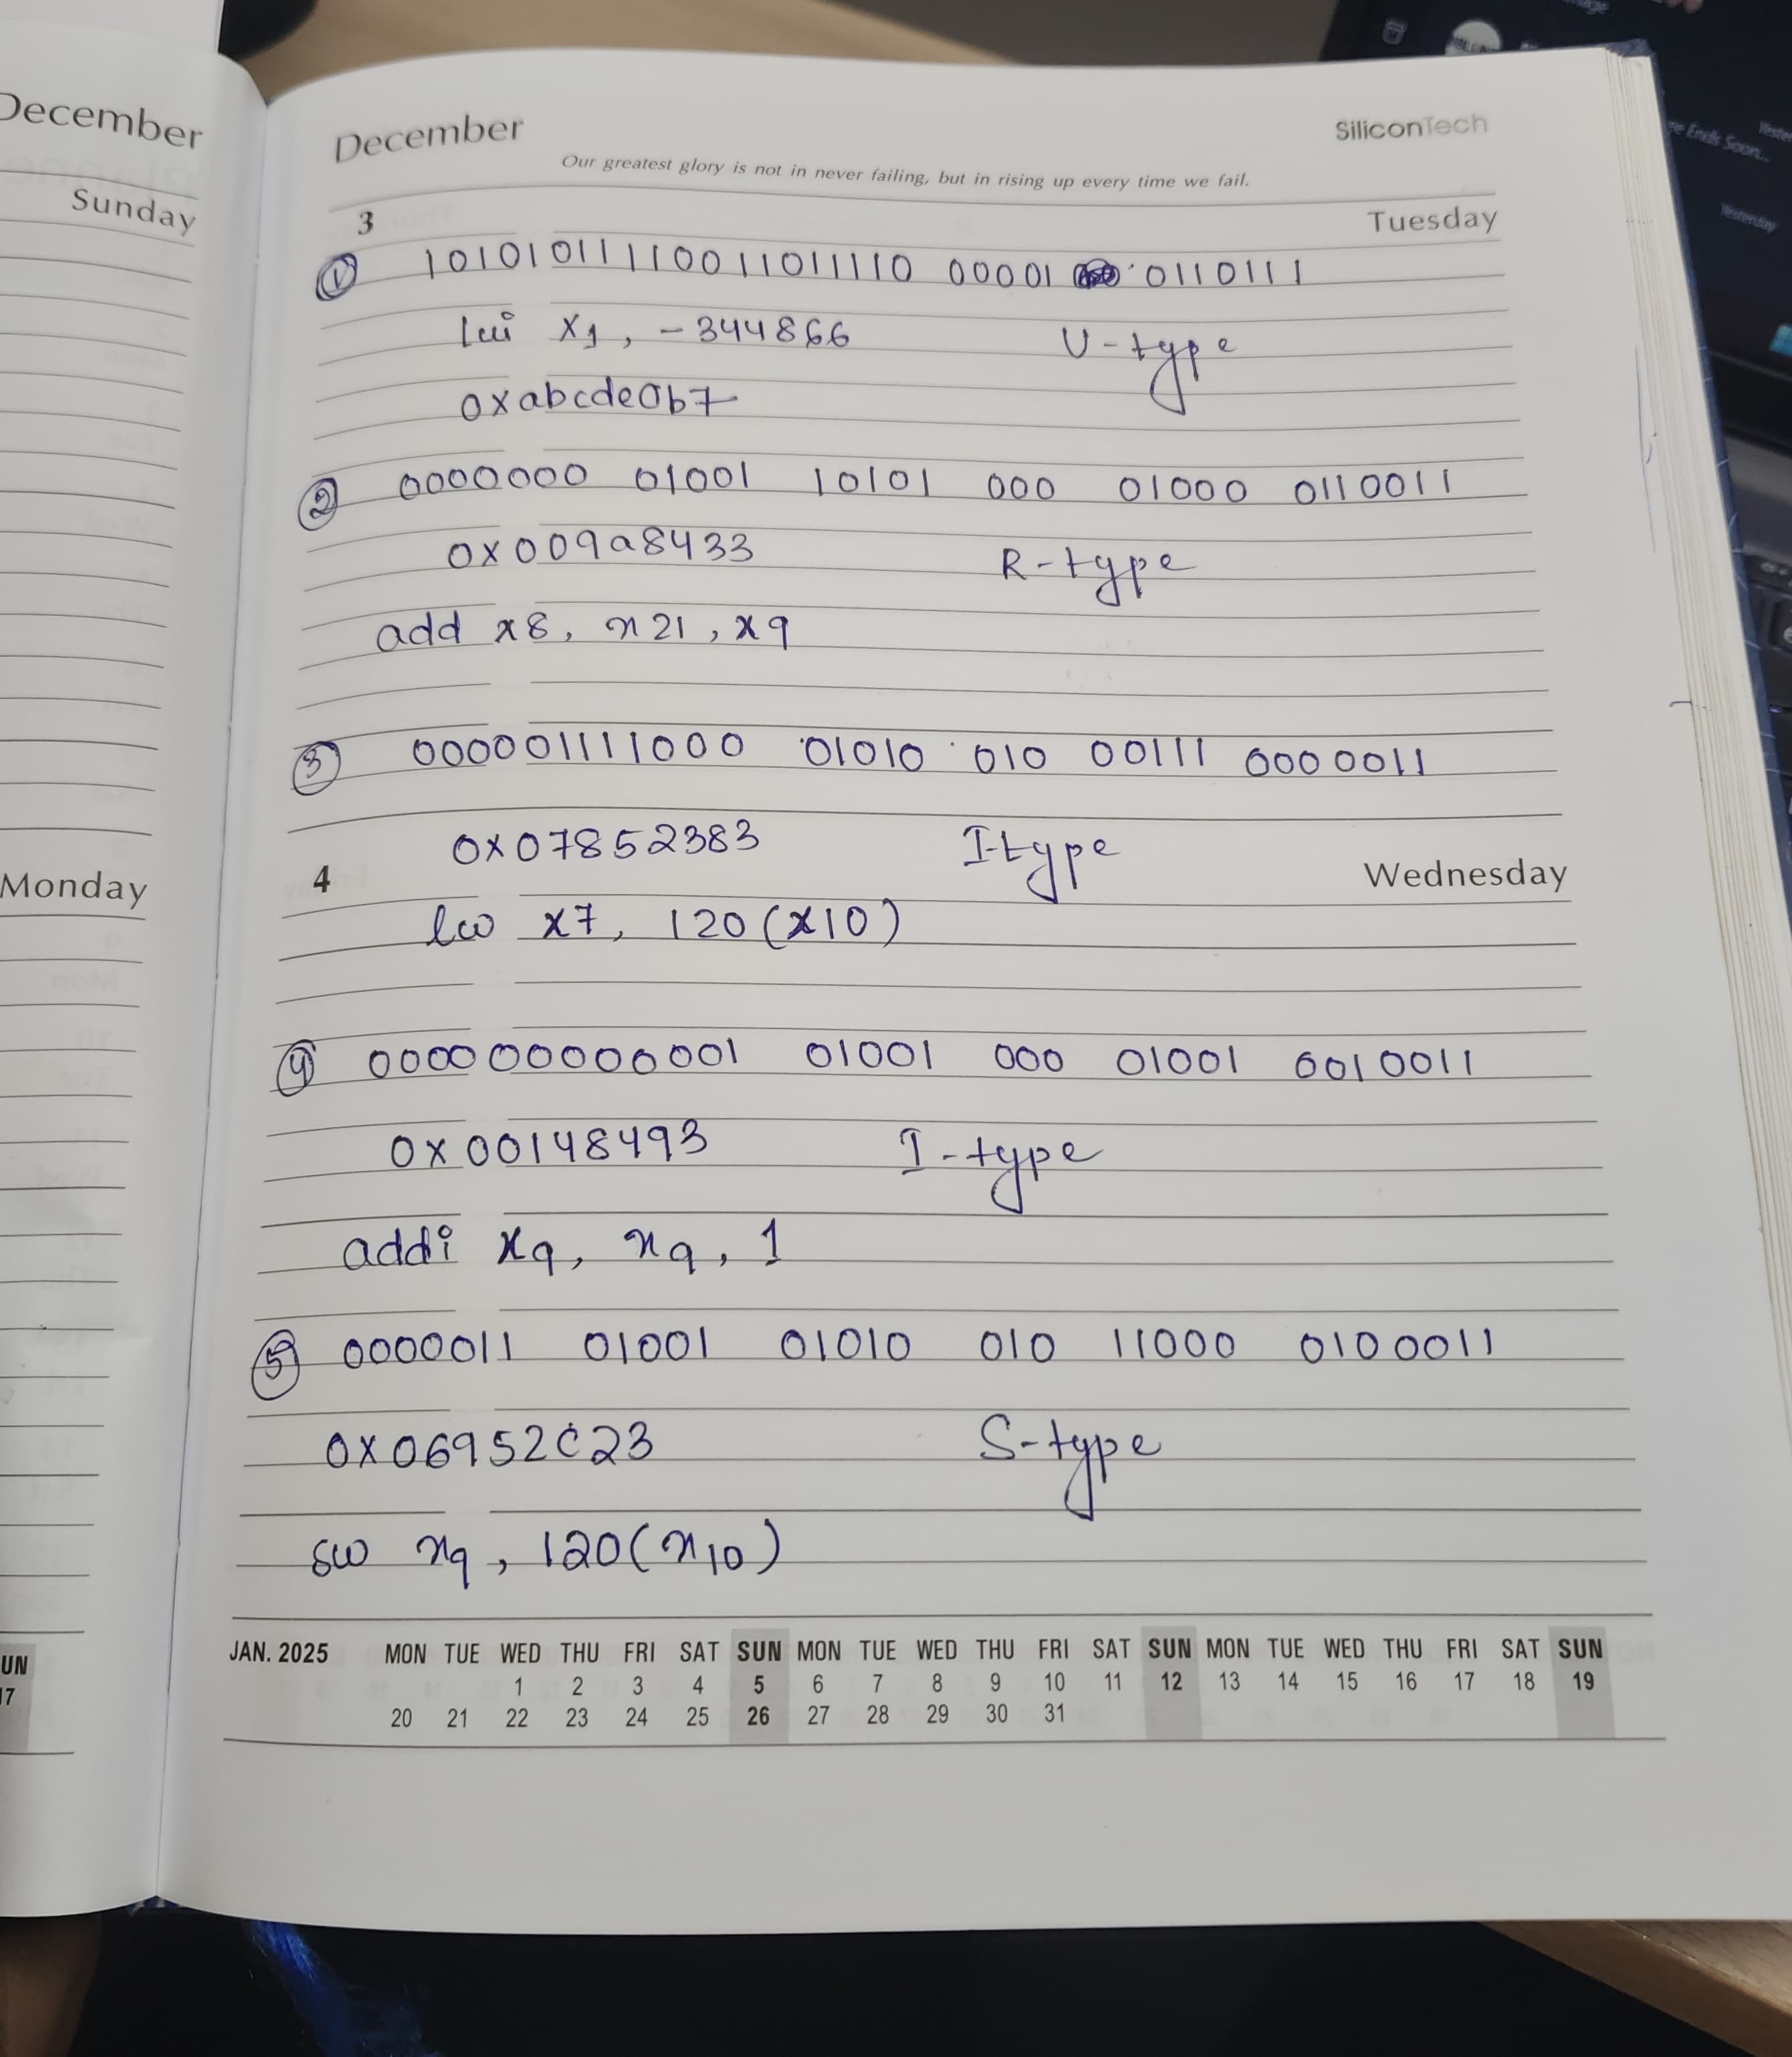 December
Sunday
Monday
UN
17
December
SiliconTech
Our greatest glory is not in never failing, but in rising up every time we fail.
3
Tuesday
① 10101011110011011110 00001 0110111
lui x1, -344866 U-type
0xabcde0b7
② 0000000 01001 10101 000 01000 0110011
0x009a8433 R-type
add x8, x21, x9
③ 000001111000 01010 010 00111 0000011
0x07852383 I-type
4
Wednesday
lw x7, 120(x10)
④ 000000000001 01001 000 01001 0010011
0x00148493 I-type
addi x9, x9, 1
⑤ 0000011 01001 01010 010 11000 0100011
0x06952C23 S-type
sw x9, 120(x10)
JAN. 2025 MON TUE WED THU FRI SAT SUN MON TUE WED THU FRI SAT SUN MON TUE WED THU FRI SAT SUN
1 2 3 4 5 6 7 8 9 10 11 12 13 14 15 16 17 18 19
20 21 22 23 24 25 26 27 28 29 30 31